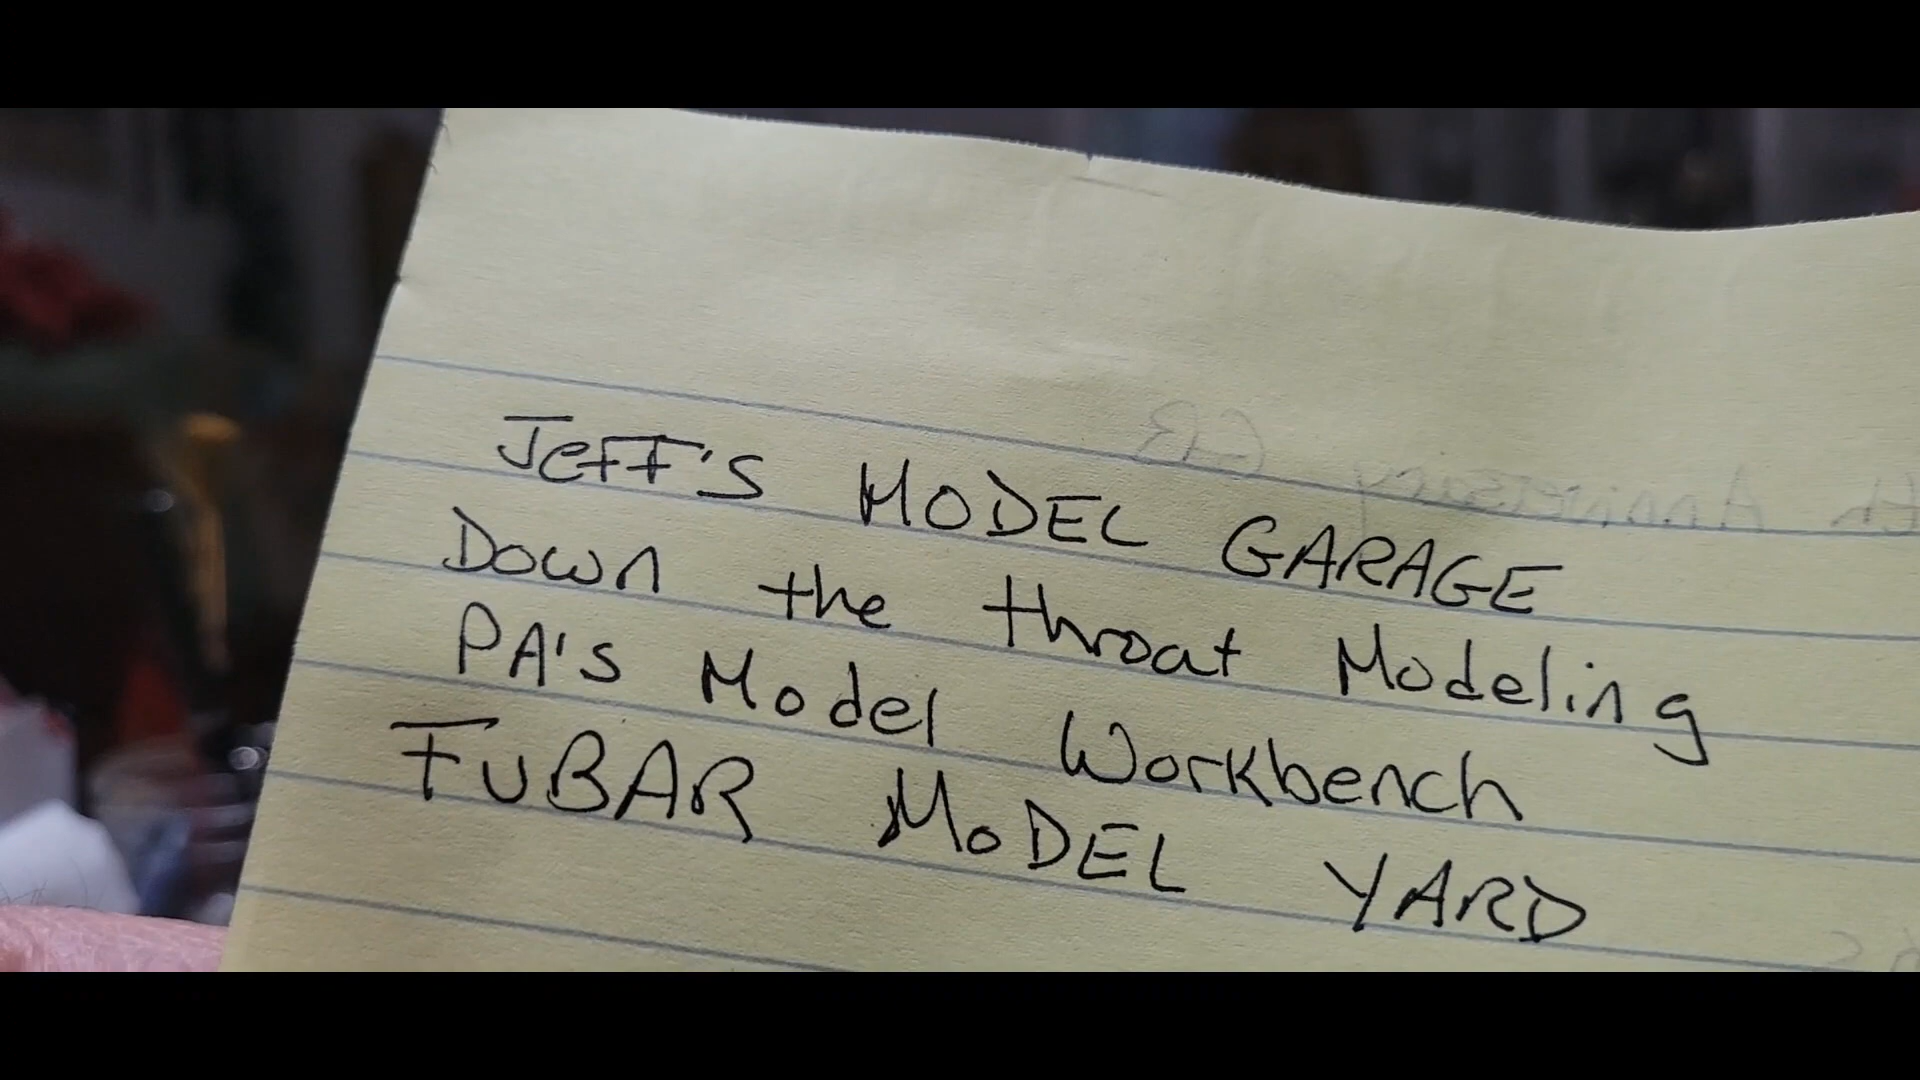 JeFF'S MODEL GARAGE
Down the throat Modeling
PA'S Model Workbench
FuBAR MoDEL YARD